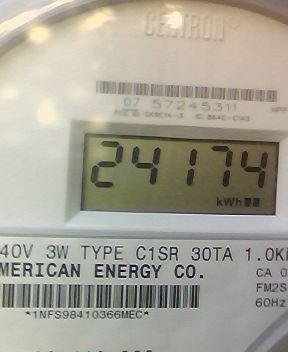 CENTRON®
07 57245311
24174
kWh
40V 3W TYPE C1SR 30TA 1.0K
MERICAN ENERGY CO.
CA 0
FM2S
60Hz
*1NFS98410366MEC*